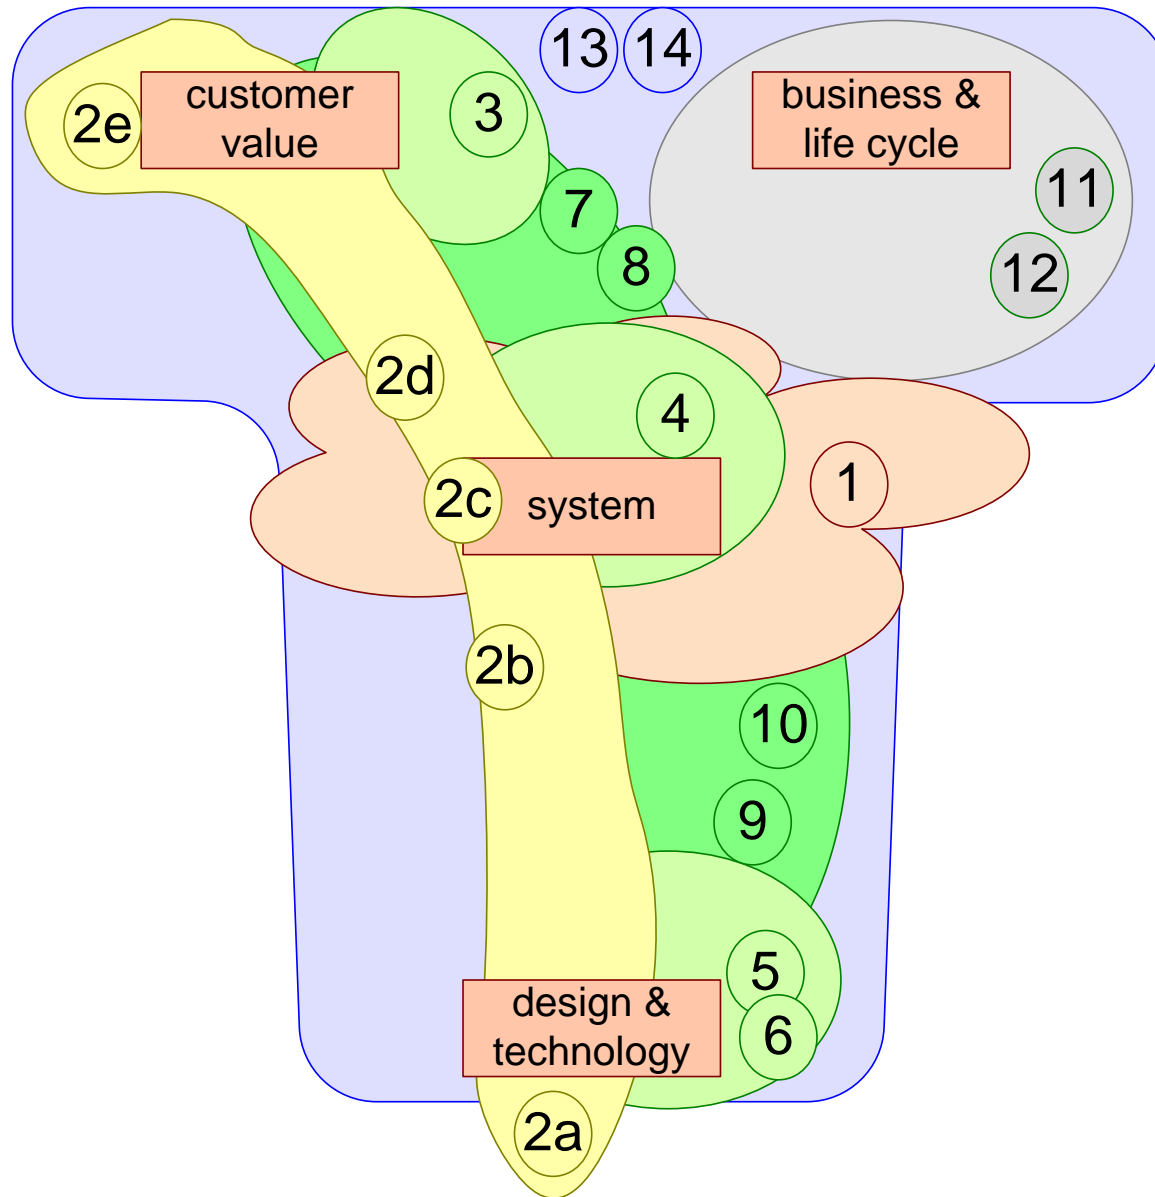 13
14
2e
customer
value
3
business &
life cycle
11
7
8
12
2d
4
2c
system
1
2b
10
9
5
design &
technology
6
2a